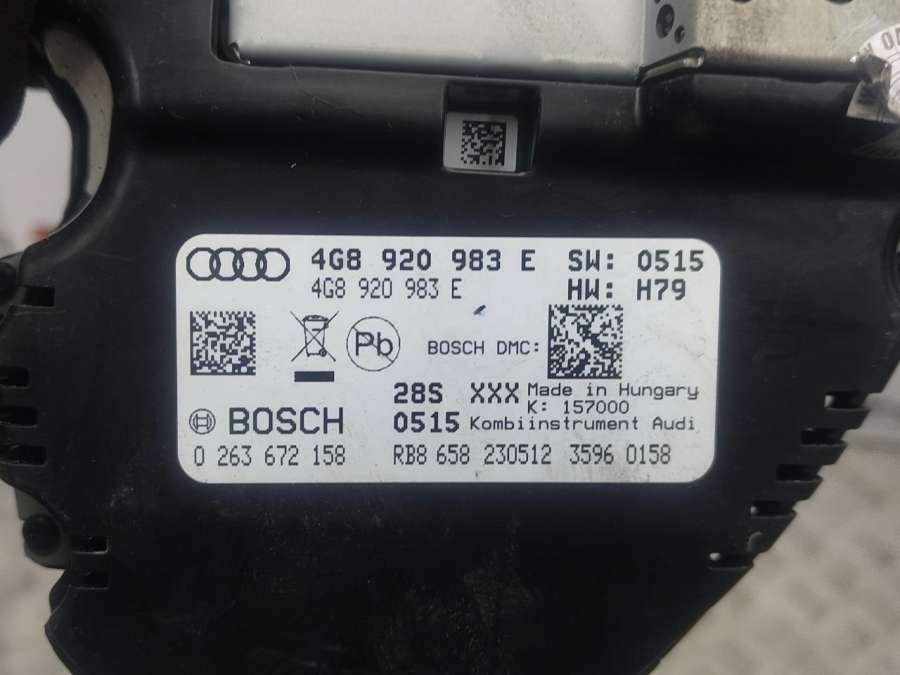 4G8 920 983 E SW: 0515
4G8 920 983 E HW: H79
Pb
BOSCH DMC:
28S XXX Made in Hungary
K: 157000
BOSCH 0515 Kombiinstrument Audi
0 263 672 158 RB8 658 230512 3596 0158